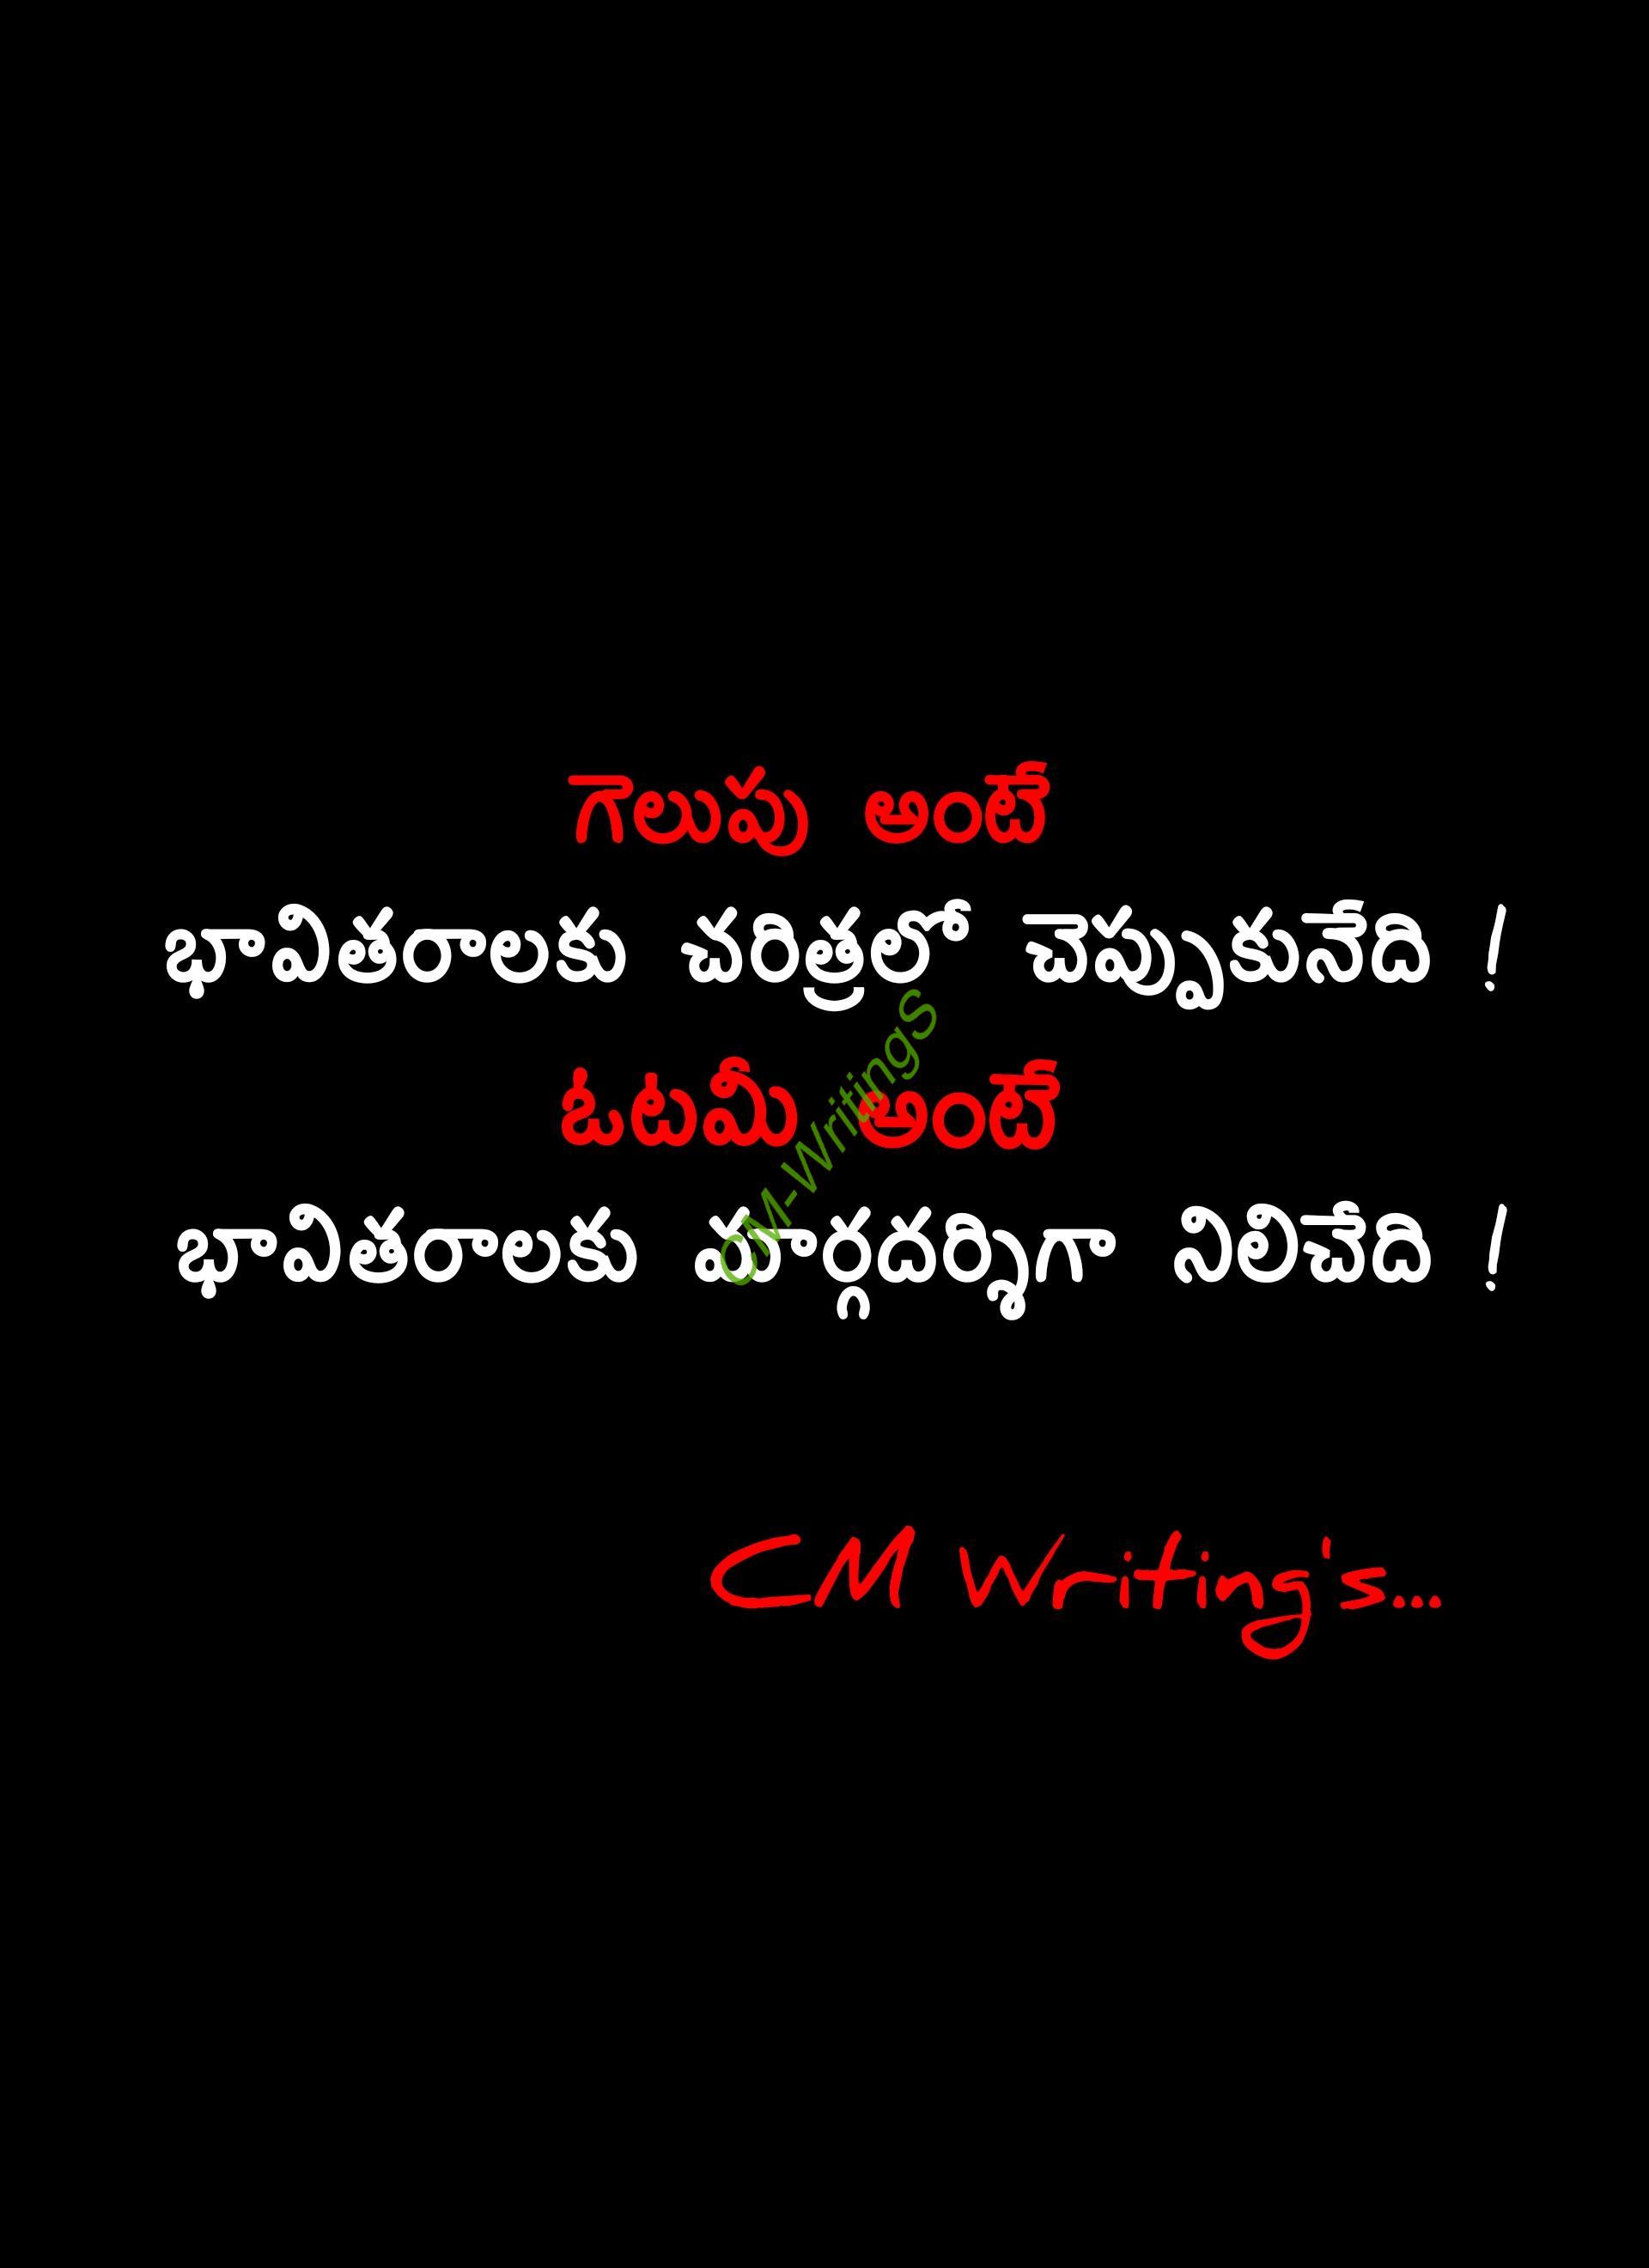 గెలుపు అంటే
భావితరాలకు చరిత్రలో చెప్పుకునేది !
ఓటమి అంటే
భావితరాలకు మార్గదర్శిగా నిలిచేది !
CM-Writings
CM Writing's...